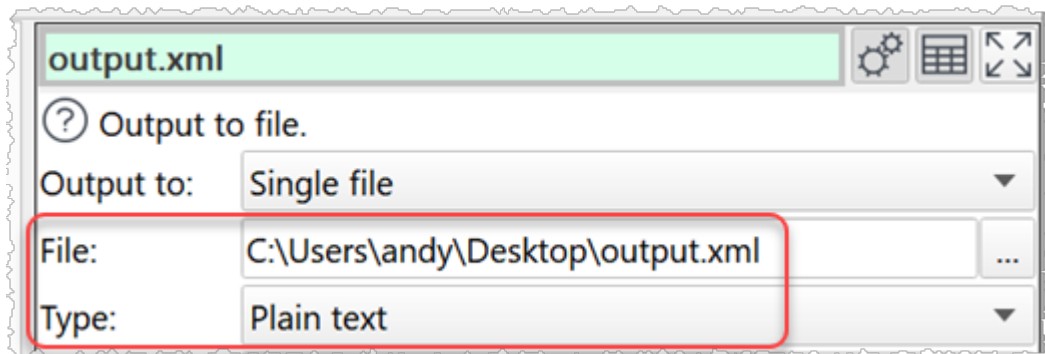 output.xml
? Output to file.
Output to: Single file
File: C:\Users\andy\Desktop\output.xml ...
Type: Plain text